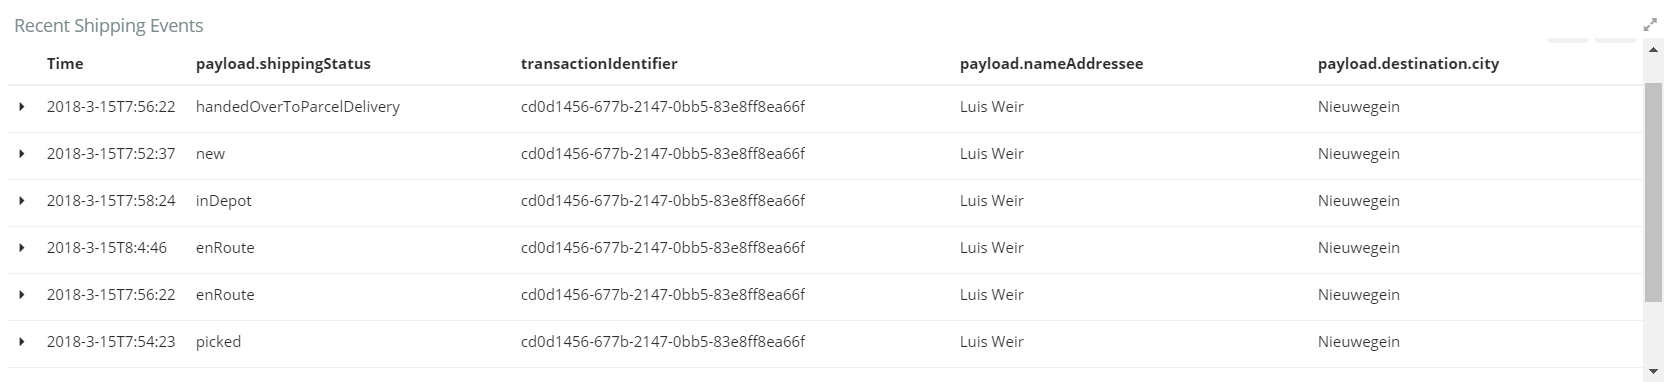 Recent Shipping Events
Time payload.shippingStatus transactionIdentifier payload.nameAddressee payload.destination.city
2018-3-15T7:56:22 handedOverToParcelDelivery cd0d1456-677b-2147-0bb5-83e8ff8ea66f Luis Weir Nieuwegein
2018-3-15T7:52:37 new cd0d1456-677b-2147-0bb5-83e8ff8ea66f Luis Weir Nieuwegein
2018-3-15T7:58:24 inDepot cd0d1456-677b-2147-0bb5-83e8ff8ea66f Luis Weir Nieuwegein
2018-3-15T8:4:46 enRoute cd0d1456-677b-2147-0bb5-83e8ff8ea66f Luis Weir Nieuwegein
2018-3-15T7:56:22 enRoute cd0d1456-677b-2147-0bb5-83e8ff8ea66f Luis Weir Nieuwegein
2018-3-15T7:54:23 picked cd0d1456-677b-2147-0bb5-83e8ff8ea66f Luis Weir Nieuwegein